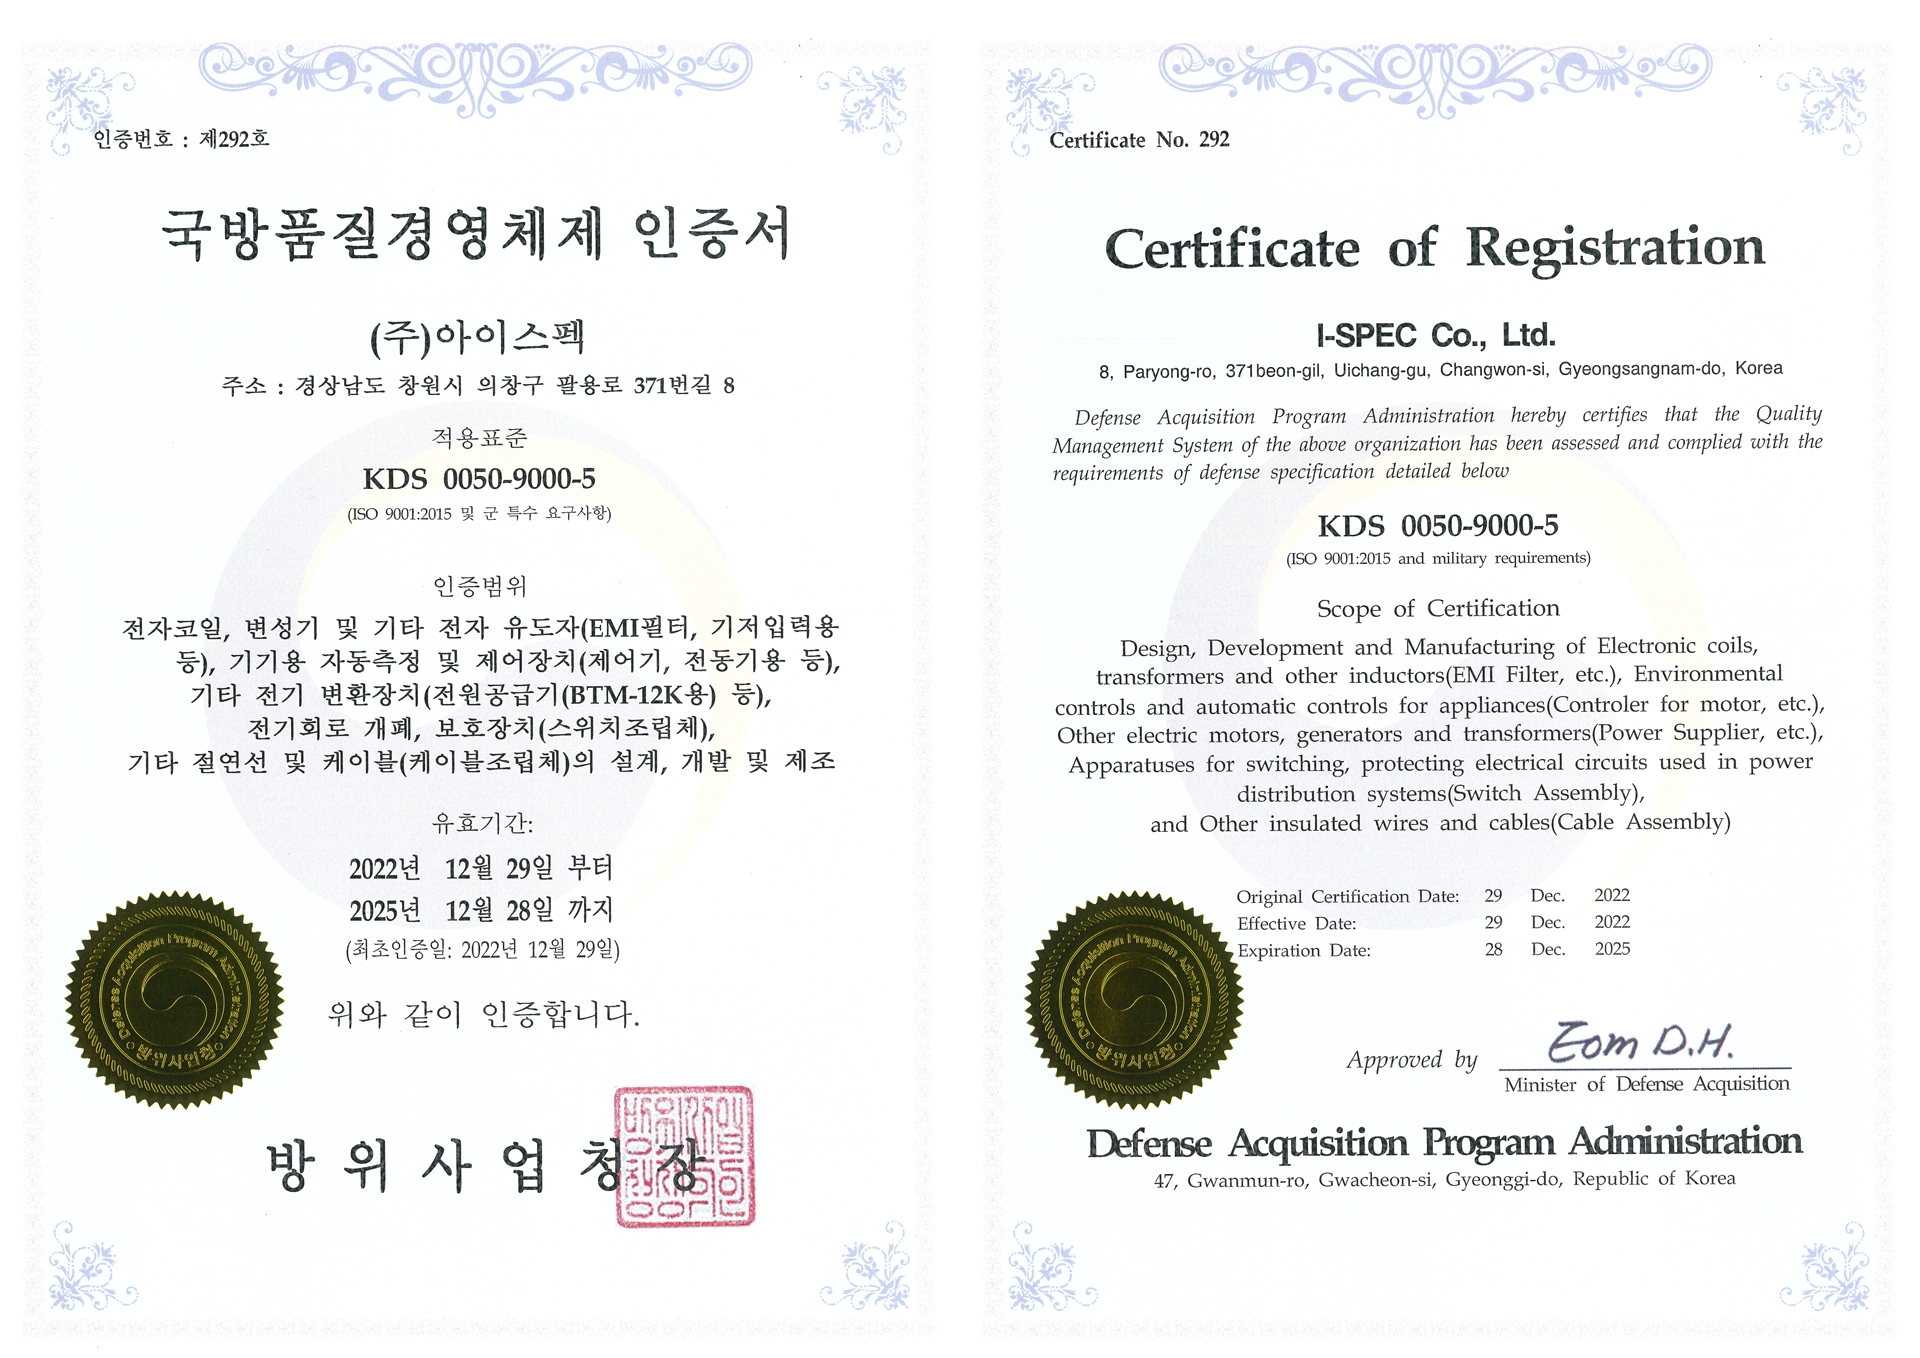 인증번호 : 제292호
국방품질경영체제 인증서
(주)아이스펙
주소 : 경상남도 창원시 의창구 팔용로 371번길 8
적용표준
KDS 0050-9000-5
(ISO 9001:2015 및 군 특수 요구사항)
인증범위
전자코일, 변성기 및 기타 전자 유도자(EMI필터, 기저입력용
등), 기기용 자동측정 및 제어장치(제어기, 전동기용 등),
기타 전기 변환장치(전원공급기(BTM-12K용) 등),
전기회로 개폐, 보호장치(스위치조립체),
기타 절연선 및 케이블(케이블조립체)의 설계, 개발 및 제조
유효기간:
2022년 12월 29일 부터
2025년 12월 28일 까지
(최초인증일: 2022년 12월 29일)
위와 같이 인증합니다.
Defense Acquisition Program Administration
방위사업청
방위사업청장
Certificate No. 292
Certificate of Registration
I-SPEC Co., Ltd.
8, Paryong-ro, 371beon-gil, Uichang-gu, Changwon-si, Gyeongsangnam-do, Korea
Defense Acquisition Program Administration hereby certifies that the Quality
Management System of the above organization has been assessed and complied with the
requirements of defense specification detailed below
KDS 0050-9000-5
(ISO 9001:2015 and military requirements)
Scope of Certification
Design, Development and Manufacturing of Electronic coils,
transformers and other inductors(EMI Filter, etc.), Environmental
controls and automatic controls for appliances(Controler for motor, etc.),
Other electric motors, generators and transformers(Power Supplier, etc.),
Apparatuses for switching, protecting electrical circuits used in power
distribution systems(Switch Assembly),
and Other insulated wires and cables(Cable Assembly)
Original Certification Date: 29 Dec. 2022
Effective Date: 29 Dec. 2022
Expiration Date: 28 Dec. 2025
Defense Acquisition Program Administration
방위사업청
Approved by Eom D.H.
Minister of Defense Acquisition
Defense Acquisition Program Administration
47, Gwanmun-ro, Gwacheon-si, Gyeonggi-do, Republic of Korea